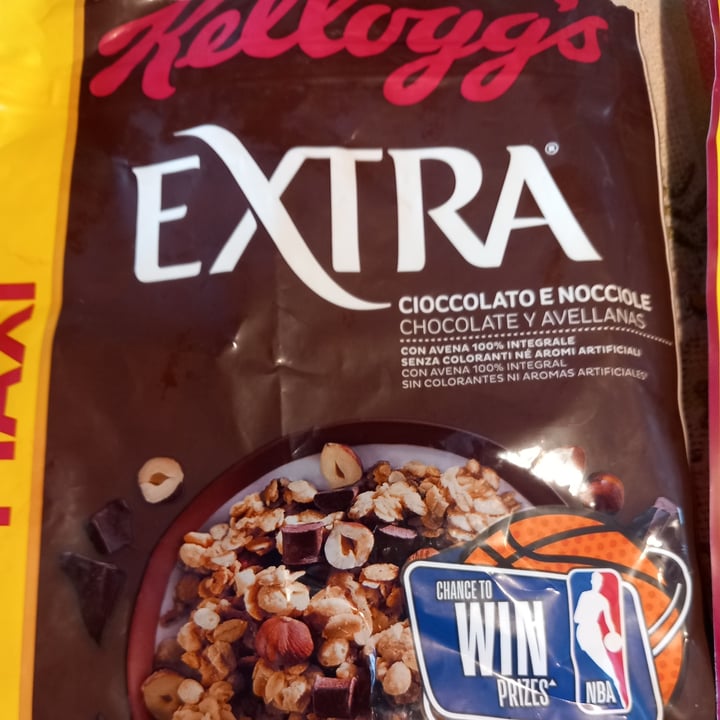 Kellogg's
EXTRA®
CIOCCOLATO E NOCCIOLE
CHOCOLATE Y AVELLANAS
CON AVENA 100% INTEGRALE
SENZA COLORANTI NÉ AROMI ARTIFICIALI
CON AVENA 100% INTEGRAL
SIN COLORANTES NI AROMAS ARTIFICIALES
MAXI
CHANCE TO
WIN
PRIZES
NBA